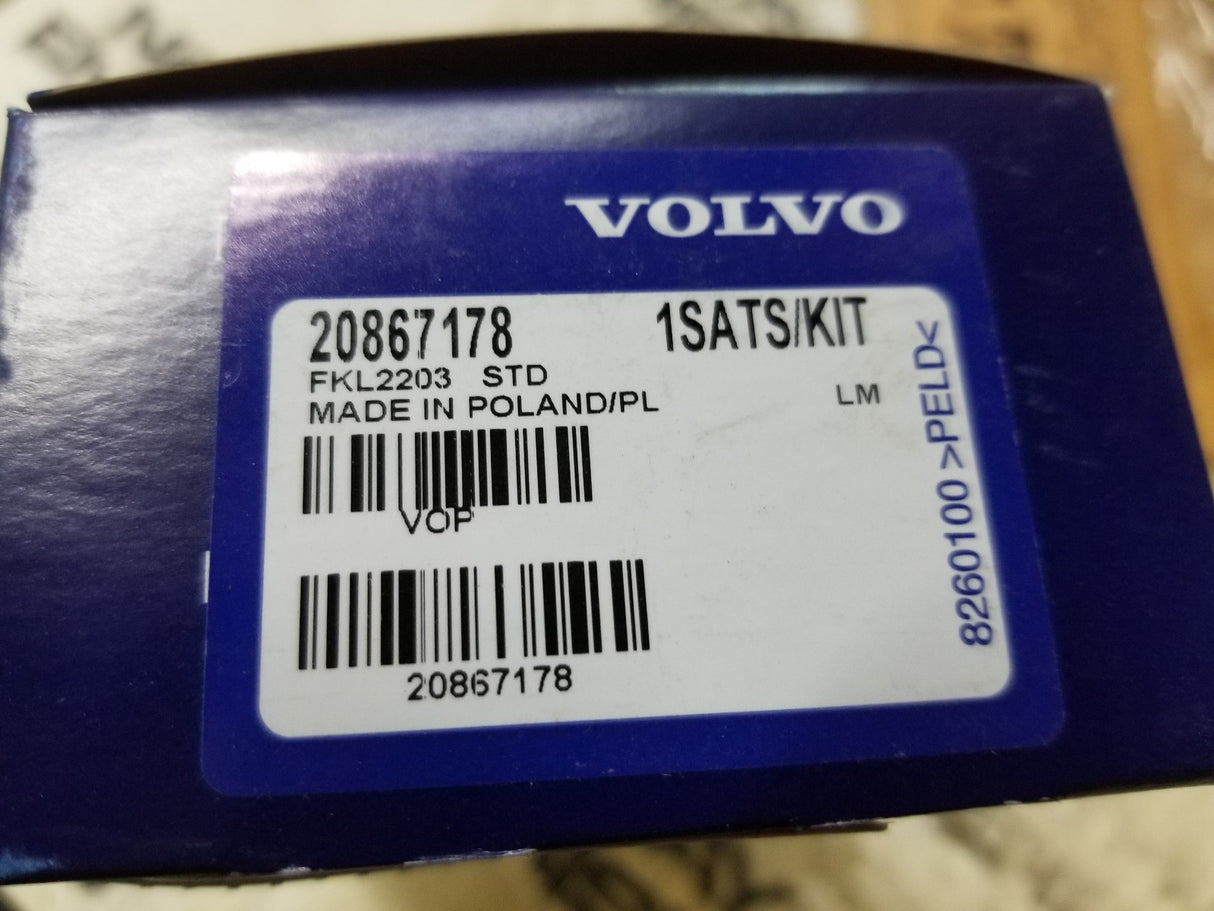 VOLVO
20867178 1SATS/KIT
FKL2203 STD
MADE IN POLAND/PL LM
VOP
20867178
8260100 >PELD<